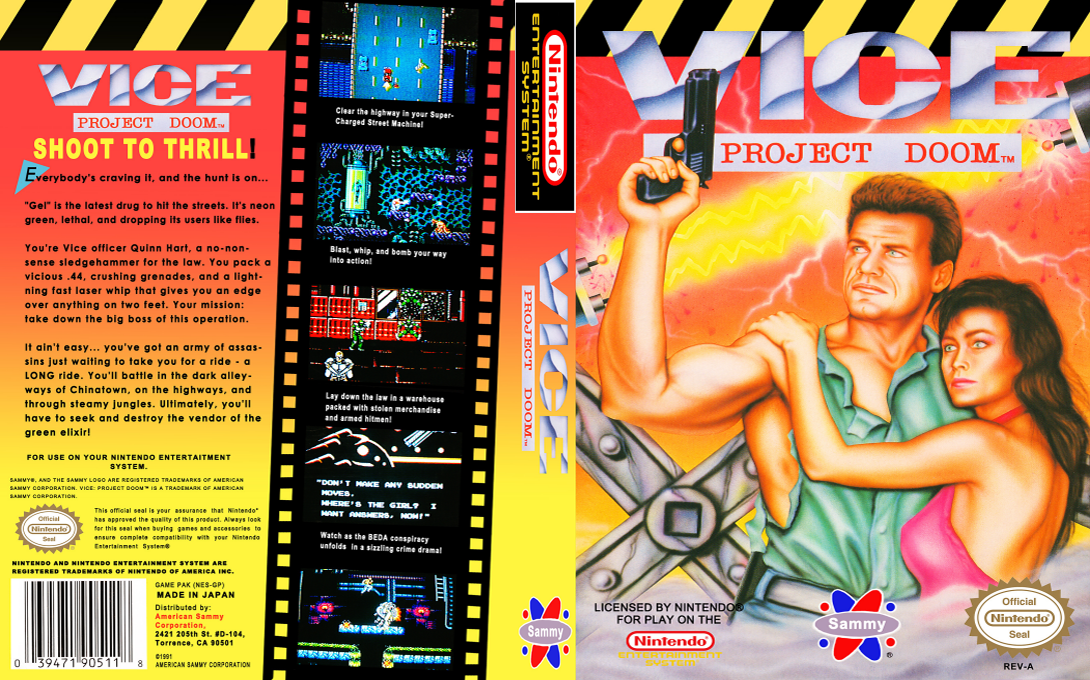 VICE
PROJECT DOOM™
SHOOT TO THRILL!
Everybody's craving it, and the hunt is on...
"Gel" is the latest drug to hit the streets. It's neon
green, lethal, and dropping its users like flies.
You're Vice officer Quinn Hart, a no-non-
sense sledgehammer for the law. You pack a
vicious .44, crushing grenades, and a light-
ning fast laser whip that gives you an edge
over anything on two feet. Your mission:
take down the big boss of this operation.
It ain't easy... you've got an army of assas-
sins just waiting to take you for a ride - a
LONG ride. You'll battle in the dark alley-
ways of Chinatown, on the highways, and
through steamy jungles. Ultimately, you'll
have to seek and destroy the vendor of the
green elixir!
FOR USE ON YOUR NINTENDO ENTERTAITMENT
SYSTEM.
SAMMY®, AND THE SAMMY LOGO ARE REGISTERED TRADEMARKS OF AMERICAN
SAMMY CORPORATION. VICE: PROJECT DOOM™ IS A TRADEMARK OF AMERICAN
SAMMY CORPORATION.
Official
Nintendo
Seal
This official seal is your assurance that Nintendo®
has approved the quality of this product. Always look
for this seal when buying games and accessories to
ensure complete compatibility with your Nintendo
Entertainment System®
NINTENDO AND NINTENDO ENTERTAINMENT SYSTEM ARE
REGISTERED TRADEMARKS OF NINTENDO OF AMERICA INC.
0 39471 90511 8
GAME PAK (NES-GP)
MADE IN JAPAN
Distributed by:
American Sammy
Corporation,
2421 205th St. #D-104,
Torrence, CA 90501
©1991
AMERICAN SAMMY CORPORATION
Clear the highway in your Super-
Charged Street Machine!
Blast, whip, and bomb your way
into action!
Lay down the law in a warehouse
packed with stolen merchandise
and armed hitmen!
"DON'T MAKE ANY SUDDEN
MOVES.
WHERE'S THE GIRL? I
WANT ANSWERS, NOW!"
Watch as the BEDA conspiracy
unfolds in a sizzling crime drama!
Nintendo®
ENTERTAINMENT
SYSTEM®
VICE
PROJECT DOOM™
Sammy
VICE
PROJECT DOOM™
LICENSED BY NINTENDO®
FOR PLAY ON THE
Nintendo
ENTERTAINMENT
SYSTEM
Sammy®
Official
Nintendo
Seal
REV-A